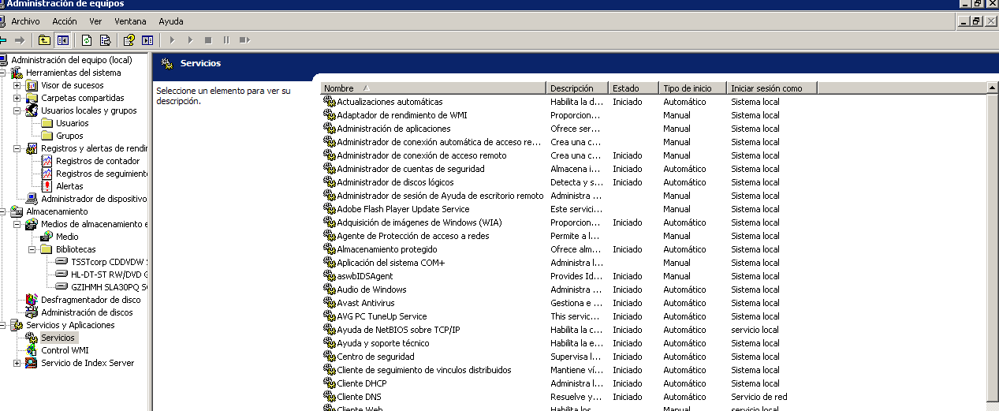 Administración de equipos
Archivo Acción Ver Ventana Ayuda
Administración del equipo (local)
Herramientas del sistema
Visor de sucesos
Carpetas compartidas
Usuarios locales y grupos
Usuarios
Grupos
Registros y alertas de rendi
Registros de contador
Registros de seguimiento
Alertas
Administrador de dispositivo
Almacenamiento
Medios de almacenamiento e
Medio
Bibliotecas
TSSTcorp CDDVDW
HL-DT-ST RW/DVD G
GZIHMH SLA30PQ
Desfragmentador de disco
Administración de discos
Servicios y Aplicaciones
Servicios
Control WMI
Servicio de Index Server
Servicios
Seleccione un elemento para ver su
descripción.
Nombre Descripción Estado Tipo de inicio Iniciar sesión como
Actualizaciones automáticas Habilita la d... Iniciado Automático Sistema local
Adaptador de rendimiento de WMI Proporcion... Manual Sistema local
Administración de aplicaciones Ofrece ser... Manual Sistema local
Administrador de conexión automática de acceso re... Crea una c... Manual Sistema local
Administrador de conexión de acceso remoto Crea una c... Iniciado Manual Sistema local
Administrador de cuentas de seguridad Almacena i... Iniciado Automático Sistema local
Administrador de discos lógicos Detecta y s... Iniciado Automático Sistema local
Administrador de sesión de Ayuda de escritorio remoto Administra ... Manual Sistema local
Adobe Flash Player Update Service Este servici... Manual Sistema local
Adquisición de imágenes de Windows (WIA) Proporcion... Iniciado Automático Sistema local
Agente de Protección de acceso a redes Permite a l... Manual Sistema local
Almacenamiento protegido Ofrece alm... Iniciado Automático Sistema local
Aplicación del sistema COM+ Administra l... Manual Sistema local
aswbIDSAgent Provides Id... Iniciado Manual Sistema local
Audio de Windows Administra ... Iniciado Automático Sistema local
Avast Antivirus Gestiona e ... Iniciado Automático Sistema local
AVG PC TuneUp Service This servic... Iniciado Automático Sistema local
Ayuda de NetBIOS sobre TCP/IP Habilita la c... Iniciado Automático servicio local
Ayuda y soporte técnico Habilita la e... Iniciado Automático Sistema local
Centro de seguridad Supervisa l... Iniciado Automático Sistema local
Cliente de seguimiento de vinculos distribuidos Mantiene ví... Iniciado Automático Sistema local
Cliente DHCP Administra l... Iniciado Automático Sistema local
Cliente DNS Resuelve y... Iniciado Automático Servicio de red
Cliente Web Habilita los... Iniciado Automático servicio local